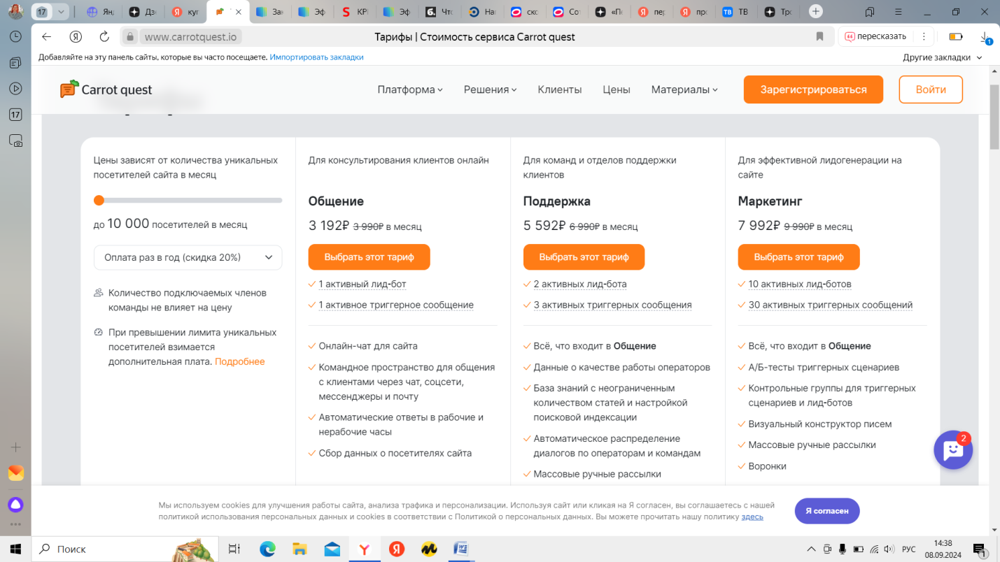 17
Янд
Дзе
куг
Зак
Эф
КРІ
Эф
Что
Наг
ско
Сот
«По
пер
про
ТВ
Тро
www.carrotquest.io
Тарифы | Стоимость сервиса Carrot quest
пересказать
1
Добавляйте на эту панель сайты, которые вы часто посещаете. Импортировать закладки
Другие закладки
17
Carrot quest
Платформа
Решения
Клиенты
Цены
Материалы
Зарегистрироваться
Войти
Цены зависят от количества уникальных
посетителей сайта в месяц
до 10 000 посетителей в месяц
Оплата раз в год (скидка 20%)
Количество подключаемых членов
команды не влияет на цену
При превышении лимита уникальных
посетителей взимается
дополнительная плата. Подробнее
Для консультирования клиентов онлайн
Общение
3 192₽ 3 990₽ в месяц
Выбрать этот тариф
1 активный лид-бот
1 активное триггерное сообщение
Онлайн-чат для сайта
Командное пространство для общения
с клиентами через чат, соцсети,
мессенджеры и почту
Автоматические ответы в рабочие и
нерабочие часы
Сбор данных о посетителях сайта
Для команд и отделов поддержки
клиентов
Поддержка
5 592₽ 6 990₽ в месяц
Выбрать этот тариф
2 активных лид-бота
3 активных триггерных сообщения
Всё, что входит в Общение
Данные о качестве работы операторов
База знаний с неограниченным
количеством статей и настройкой
поисковой индексации
Автоматическое распределение
диалогов по операторам и командам
Массовые ручные рассылки
Для эффективной лидогенерации на
сайте
Маркетинг
7 992₽ 9 990₽ в месяц
Выбрать этот тариф
10 активных лид-ботов
30 активных триггерных сообщений
Всё, что входит в Общение
А/Б-тесты триггерных сценариев
Контрольные группы для триггерных
сценариев и лид-ботов
Визуальный конструктор писем
Массовые ручные рассылки
Воронки
2
Мы используем cookies для улучшения работы сайта, анализа трафика и персонализации. Используя сайт или кликая на Я согласен, вы соглашаетесь с нашей
политикой использования персональных данных и cookies в соответствии с Политикой о персональных данных. Вы можете прочитать нашу политику здесь
Я согласен
Поиск
РУС
14:38
08.09.2024
1